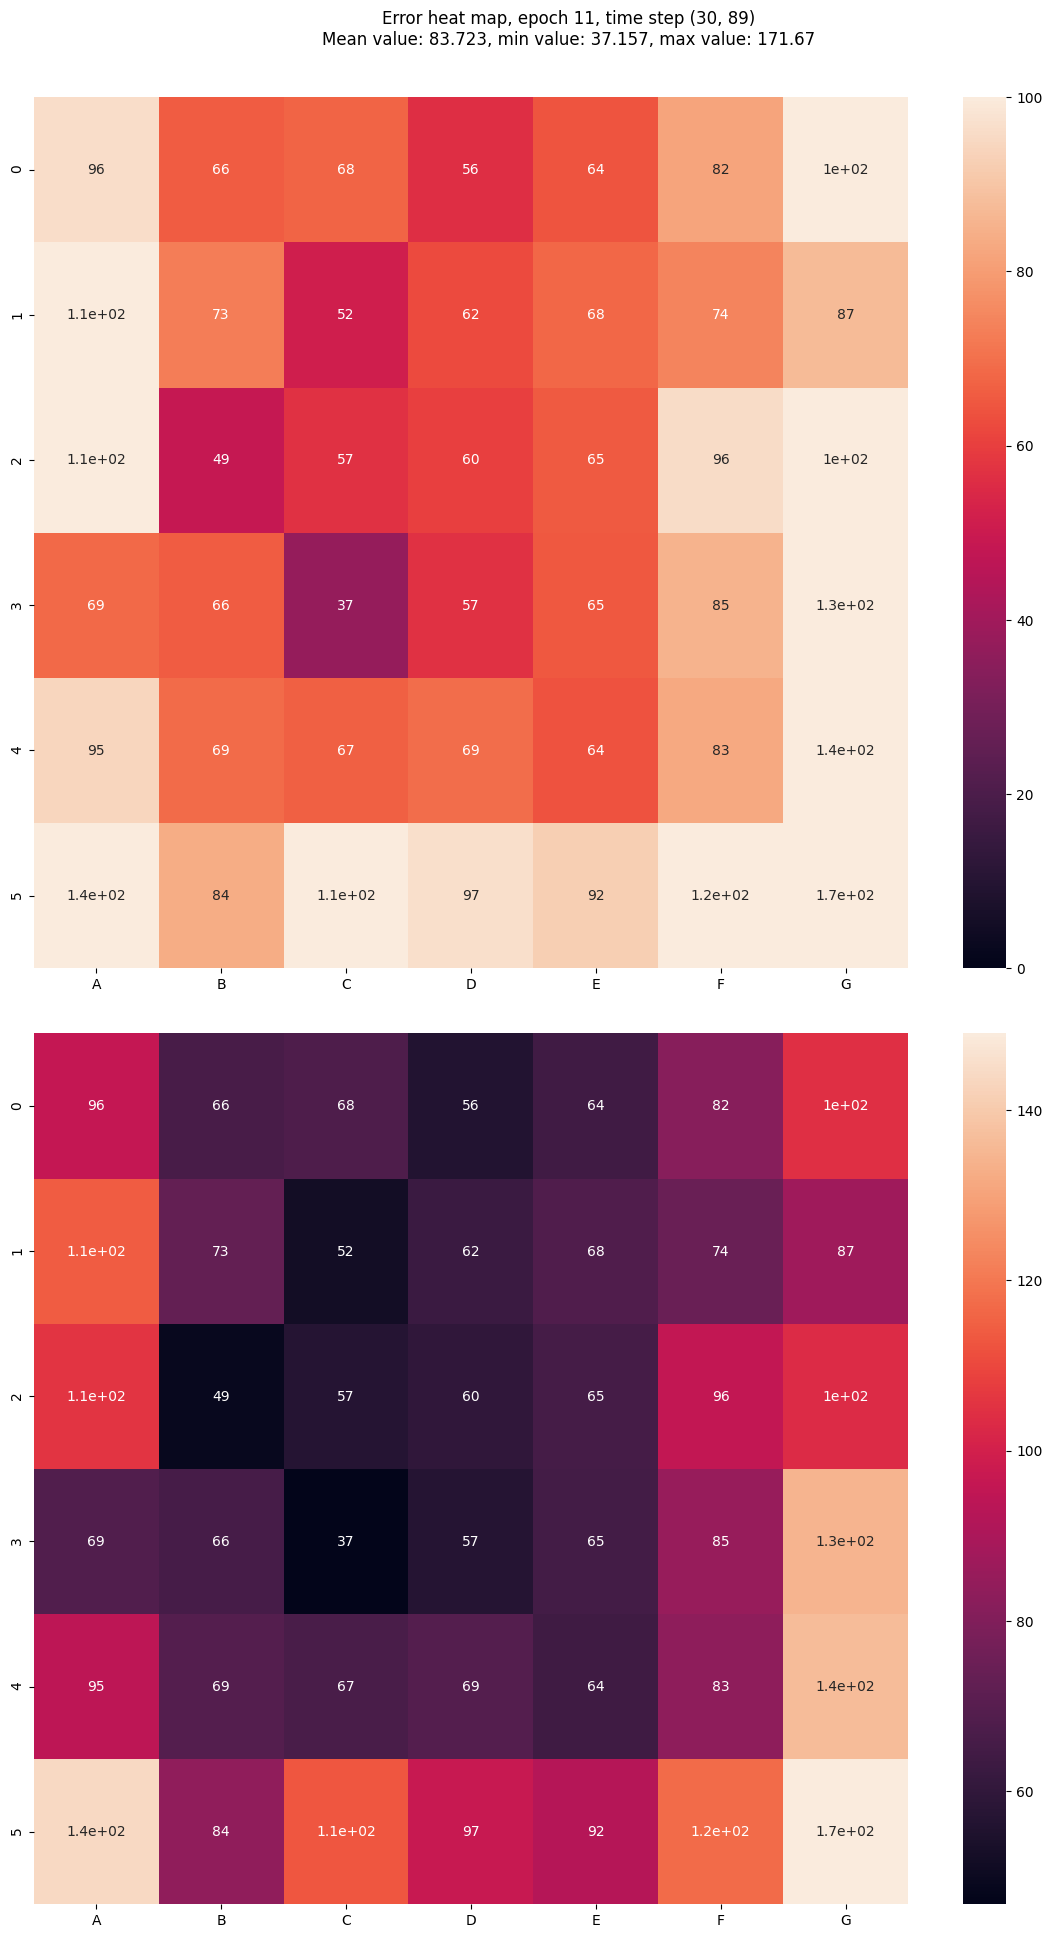 Error heat map, epoch 11, time step (30, 89)
Mean value: 83.723, min value: 37.157, max value: 171.67
0 96 66 68 56 64 82 1e+02
1 1.1e+02 73 52 62 68 74 87
2 1.1e+02 49 57 60 65 96 1e+02
3 69 66 37 57 65 85 1.3e+02
4 95 69 67 69 64 83 1.4e+02
5 1.4e+02 84 1.1e+02 97 92 1.2e+02 1.7e+02
A B C D E F G
100
80
60
40
20
0
0 96 66 68 56 64 82 1e+02
1 1.1e+02 73 52 62 68 74 87
2 1.1e+02 49 57 60 65 96 1e+02
3 69 66 37 57 65 85 1.3e+02
4 95 69 67 69 64 83 1.4e+02
5 1.4e+02 84 1.1e+02 97 92 1.2e+02 1.7e+02
A B C D E F G
140
120
100
80
60